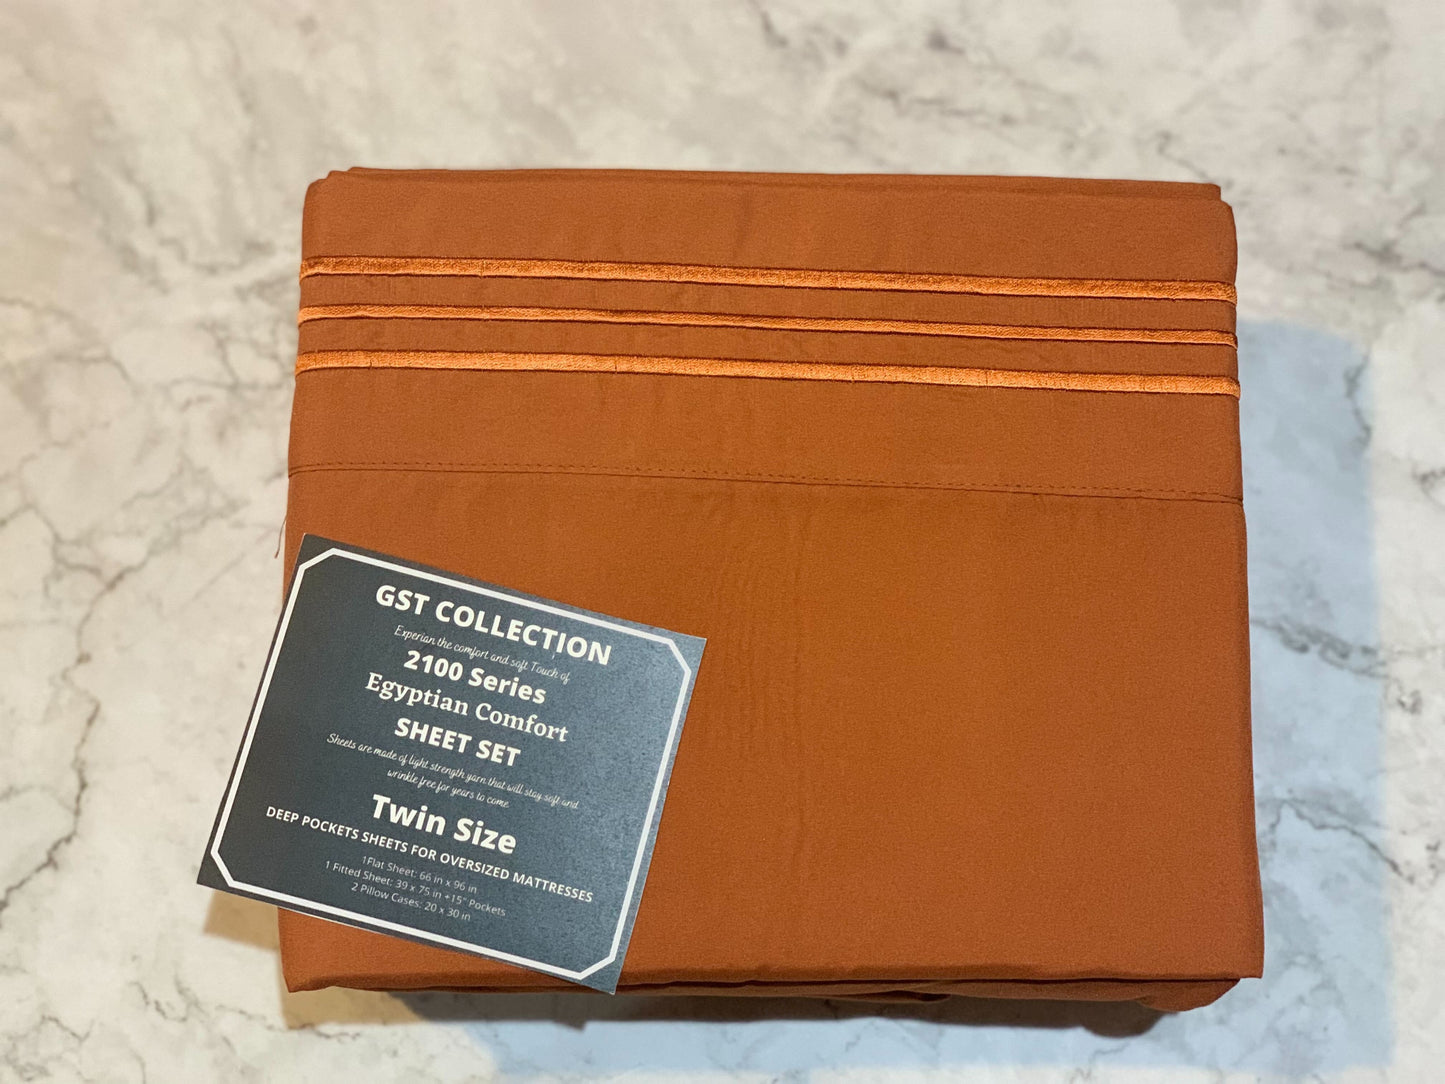 GST COLLECTION
Experian the comfort and soft Touch of
2100 Series
Egyptian Comfort
SHEET SET
Sheets are made of light strength yarn that will stay soft and
wrinkle free for years to come
Twin Size
DEEP POCKETS SHEETS FOR OVERSIZED MATTRESSES
1Flat Sheet: 66 in x 96 in
1 Fitted Sheet: 39 x 75 in +15" Pockets
2 Pillow Cases: 20 x 30 in